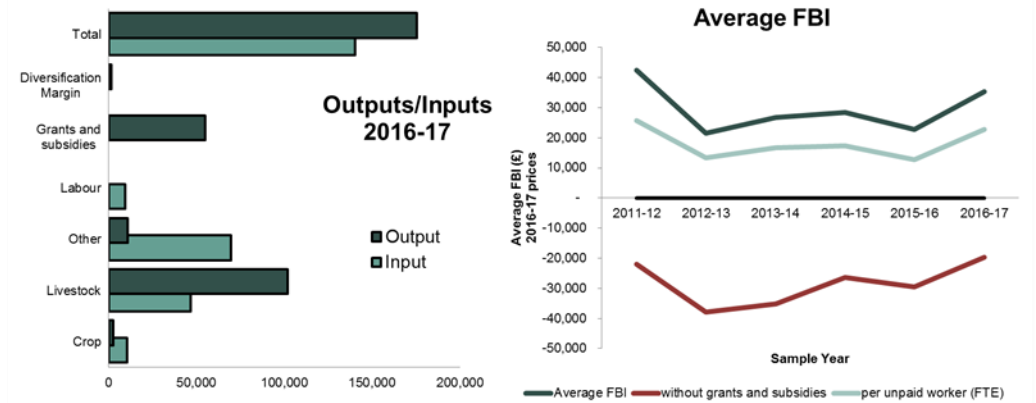 Total
Diversification
Margin
Grants and
subsidies
Labour
Other
Livestock
Crop
0
50,000
100,000
150,000
200,000
Outputs/Inputs
2016-17
Output
Input
Average FBI
Average FBI (£)
2016-17 prices
50,000
40,000
30,000
20,000
10,000
-
-10,000
-20,000
-30,000
-40,000
-50,000
2011-12
2012-13
2013-14
2014-15
2015-16
2016-17
Sample Year
Average FBI
without grants and subsidies
per unpaid worker (FTE)